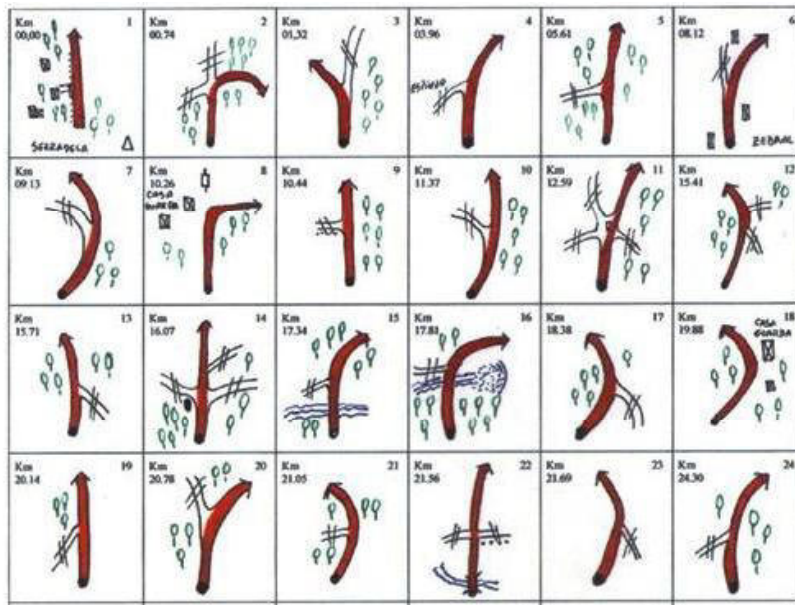 Km 1
00,00
SERRADELA
Km 2
00.74
Km 3
01,32
Km 4
03.96
Km 5
05.61
Km 6
08.12
Km 7
09.13
Km 8
10.26
CASA
GUARDA
Km 9
10.44
Km 10
11.37
Km 11
12.59
Km 12
15.41
Km 13
15.71
Km 14
16.07
Km 15
17.34
Km 16
17.81
Km 17
18.38
Km 18
19.88
CASA
GUARDA
Km 19
20.14
Km 20
20.78
Km 21
21.05
Km 22
21.56
Km 23
21.69
Km 24
24.30